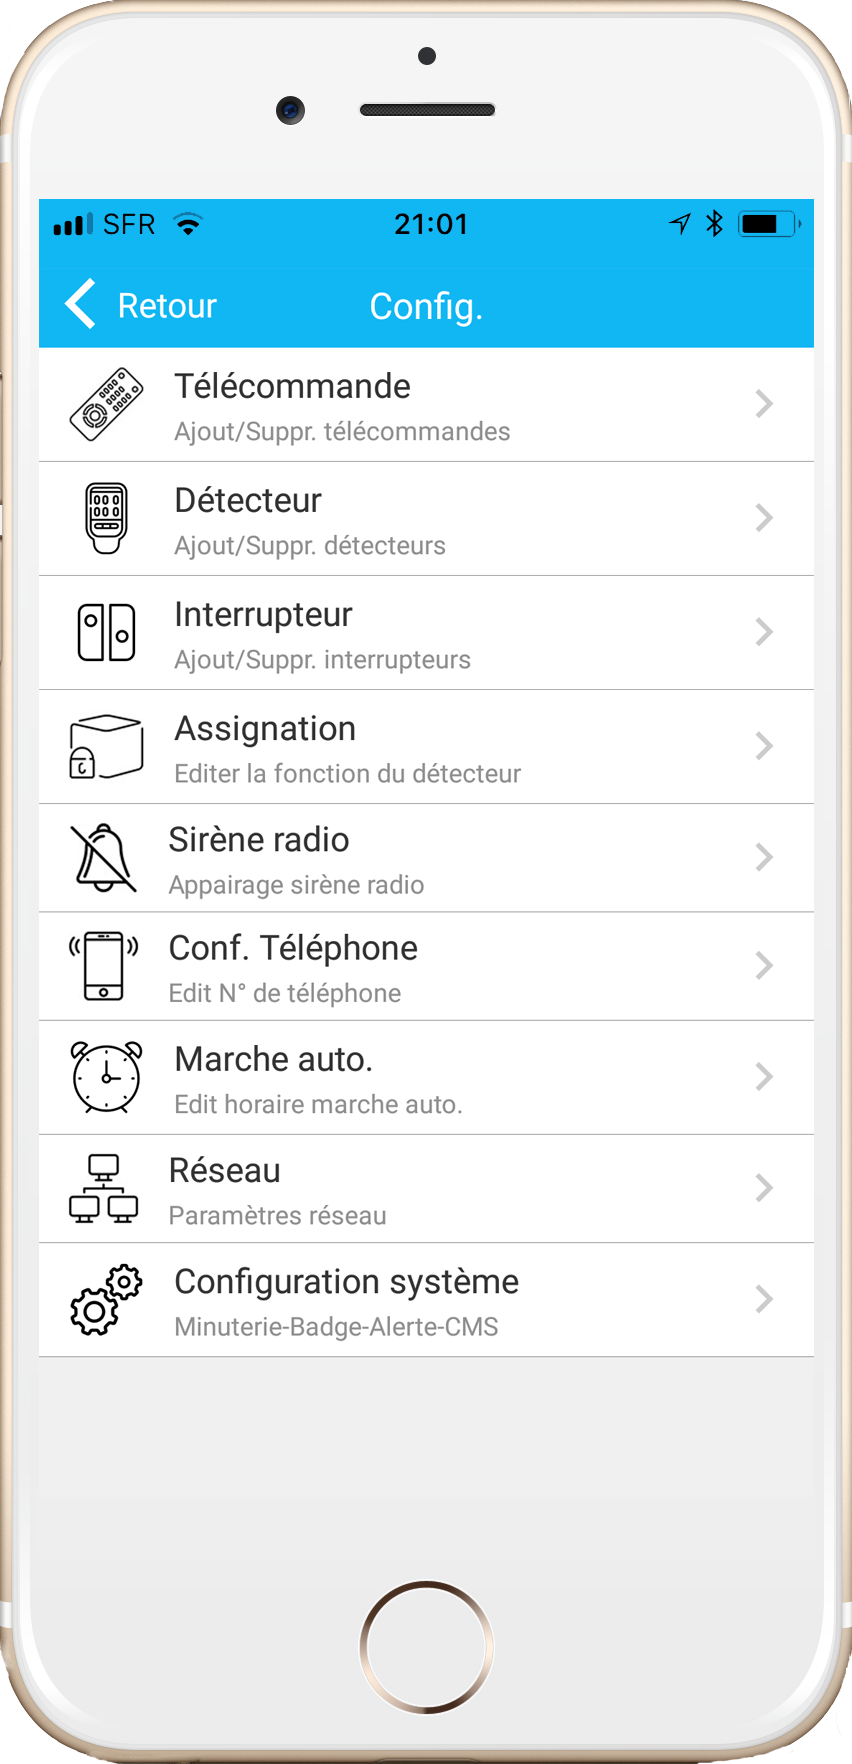 SFR 21:01
Retour Config.
Télécommande
Ajout/Suppr. télécommandes
Détecteur
Ajout/Suppr. détecteurs
Interrupteur
Ajout/Suppr. interrupteurs
Assignation
Editer la fonction du détecteur
Sirène radio
Appairage sirène radio
Conf. Téléphone
Edit N° de téléphone
Marche auto.
Edit horaire marche auto.
Réseau
Paramètres réseau
Configuration système
Minuterie-Badge-Alerte-CMS